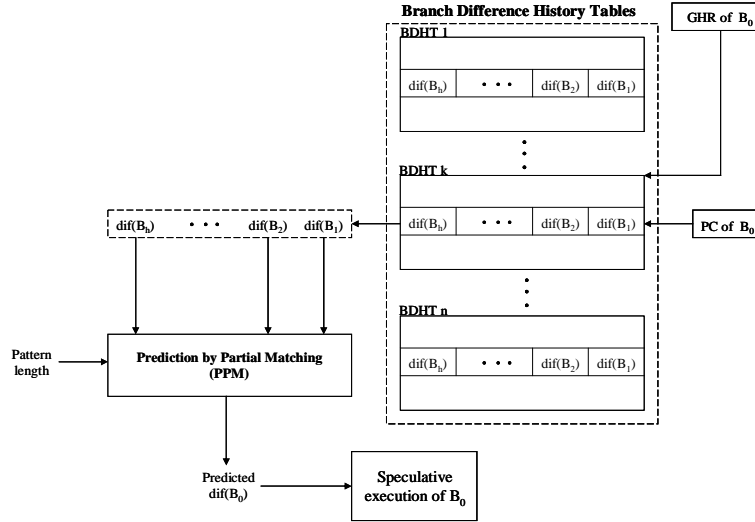 Branch Difference History Tables
GHR of B0
BDHT 1
dif(Bh) • • • dif(B2) dif(B1)
BDHT k
dif(Bh) • • • dif(B2) dif(B1)
dif(Bh) • • • dif(B2) dif(B1)
PC of B0
BDHT n
dif(Bh) • • • dif(B2) dif(B1)
Pattern
length
Prediction by Partial Matching
(PPM)
Predicted
dif(B0)
Speculative
execution of B0